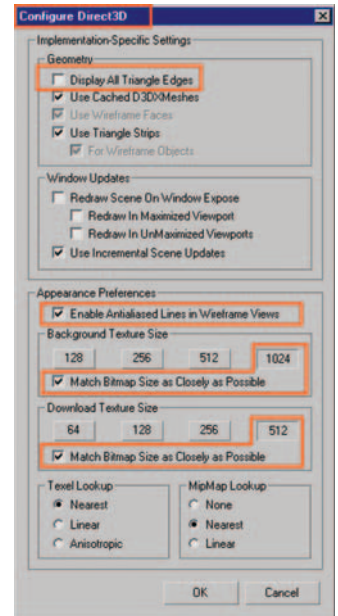 Configure Direct3D
Implementation-Specific Settings
Geometry
Display All Triangle Edges
Use Cached D3DXMeshes
Use Wireframe Faces
Use Triangle Strips
For Wireframe Objects
Window Updates
Redraw Scene On Window Expose
Redraw In Maximized Viewport
Redraw In UnMaximized Viewports
Use Incremental Scene Updates
Appearance Preferences
Enable Antialiased Lines in Wireframe Views
Background Texture Size
128 256 512 1024
Match Bitmap Size as Closely as Possible
Download Texture Size
64 128 256 512
Match Bitmap Size as Closely as Possible
Texel Lookup MipMap Lookup
Nearest None
Linear Nearest
Anisotropic Linear
OK Cancel